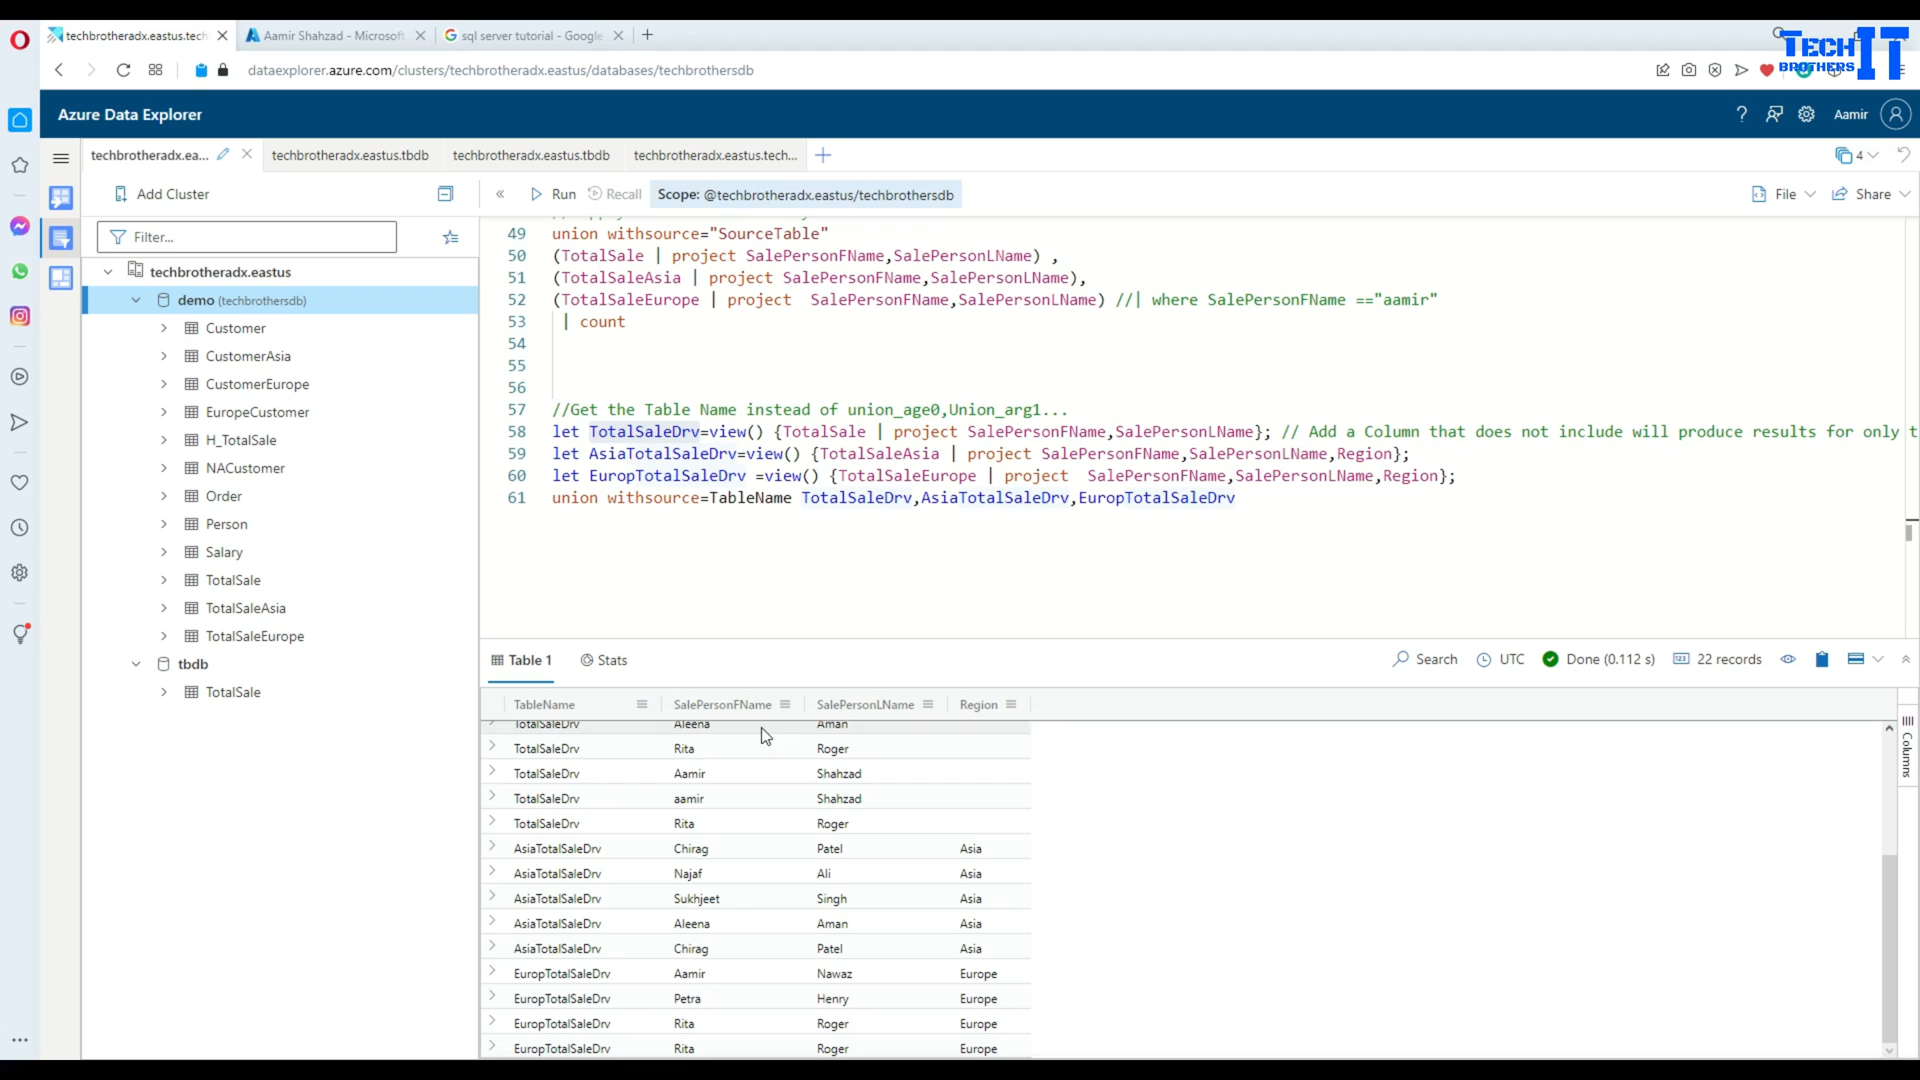 techbrotheradx.eastus.tech
Aamir Shahzad - Microsoft
sql server tutorial - Google
TECH IT
BROTHERS
dataexplorer.azure.com/clusters/techbrotheradx.eastus/databases/techbrothersdb
Azure Data Explorer
Aamir
techbrotheradx.ea...
techbrotheradx.eastus.tbdb
techbrotheradx.eastus.tbdb
techbrotheradx.eastus.tech...
4
Add Cluster
Run
Recall
Scope: @techbrotheradx.eastus/techbrothersdb
File
Share
Filter...
techbrotheradx.eastus
demo (techbrothersdb)
Customer
CustomerAsia
CustomerEurope
EuropeCustomer
H_TotalSale
NACustomer
Order
Person
Salary
TotalSale
TotalSaleAsia
TotalSaleEurope
tbdb
TotalSale
49 union withsource="SourceTable"
50 (TotalSale | project SalePersonFName,SalePersonLName) ,
51 (TotalSaleAsia | project SalePersonFName,SalePersonLName),
52 (TotalSaleEurope | project  SalePersonFName,SalePersonLName) //| where SalePersonFName =="aamir"
53 | count
54
55
56
57 //Get the Table Name instead of union_age0,Union_arg1...
58 let TotalSaleDrv=view() {TotalSale | project SalePersonFName,SalePersonLName}; // Add a Column that does not include will produce results for only t
59 let AsiaTotalSaleDrv=view() {TotalSaleAsia | project SalePersonFName,SalePersonLName,Region};
60 let EuropTotalSaleDrv =view() {TotalSaleEurope | project  SalePersonFName,SalePersonLName,Region};
61 union withsource=TableName TotalSaleDrv,AsiaTotalSaleDrv,EuropTotalSaleDrv
Table 1
Stats
Search
UTC
Done (0.112 s)
22 records
TableName SalePersonFName SalePersonLName Region
TotalSaleDrv Aleena Aman
TotalSaleDrv Rita Roger
TotalSaleDrv Aamir Shahzad
TotalSaleDrv aamir Shahzad
TotalSaleDrv Rita Roger
AsiaTotalSaleDrv Chirag Patel Asia
AsiaTotalSaleDrv Najaf Ali Asia
AsiaTotalSaleDrv Sukhjeet Singh Asia
AsiaTotalSaleDrv Aleena Aman Asia
AsiaTotalSaleDrv Chirag Patel Asia
EuropTotalSaleDrv Aamir Nawaz Europe
EuropTotalSaleDrv Petra Henry Europe
EuropTotalSaleDrv Rita Roger Europe
EuropTotalSaleDrv Rita Roger Europe
Columns